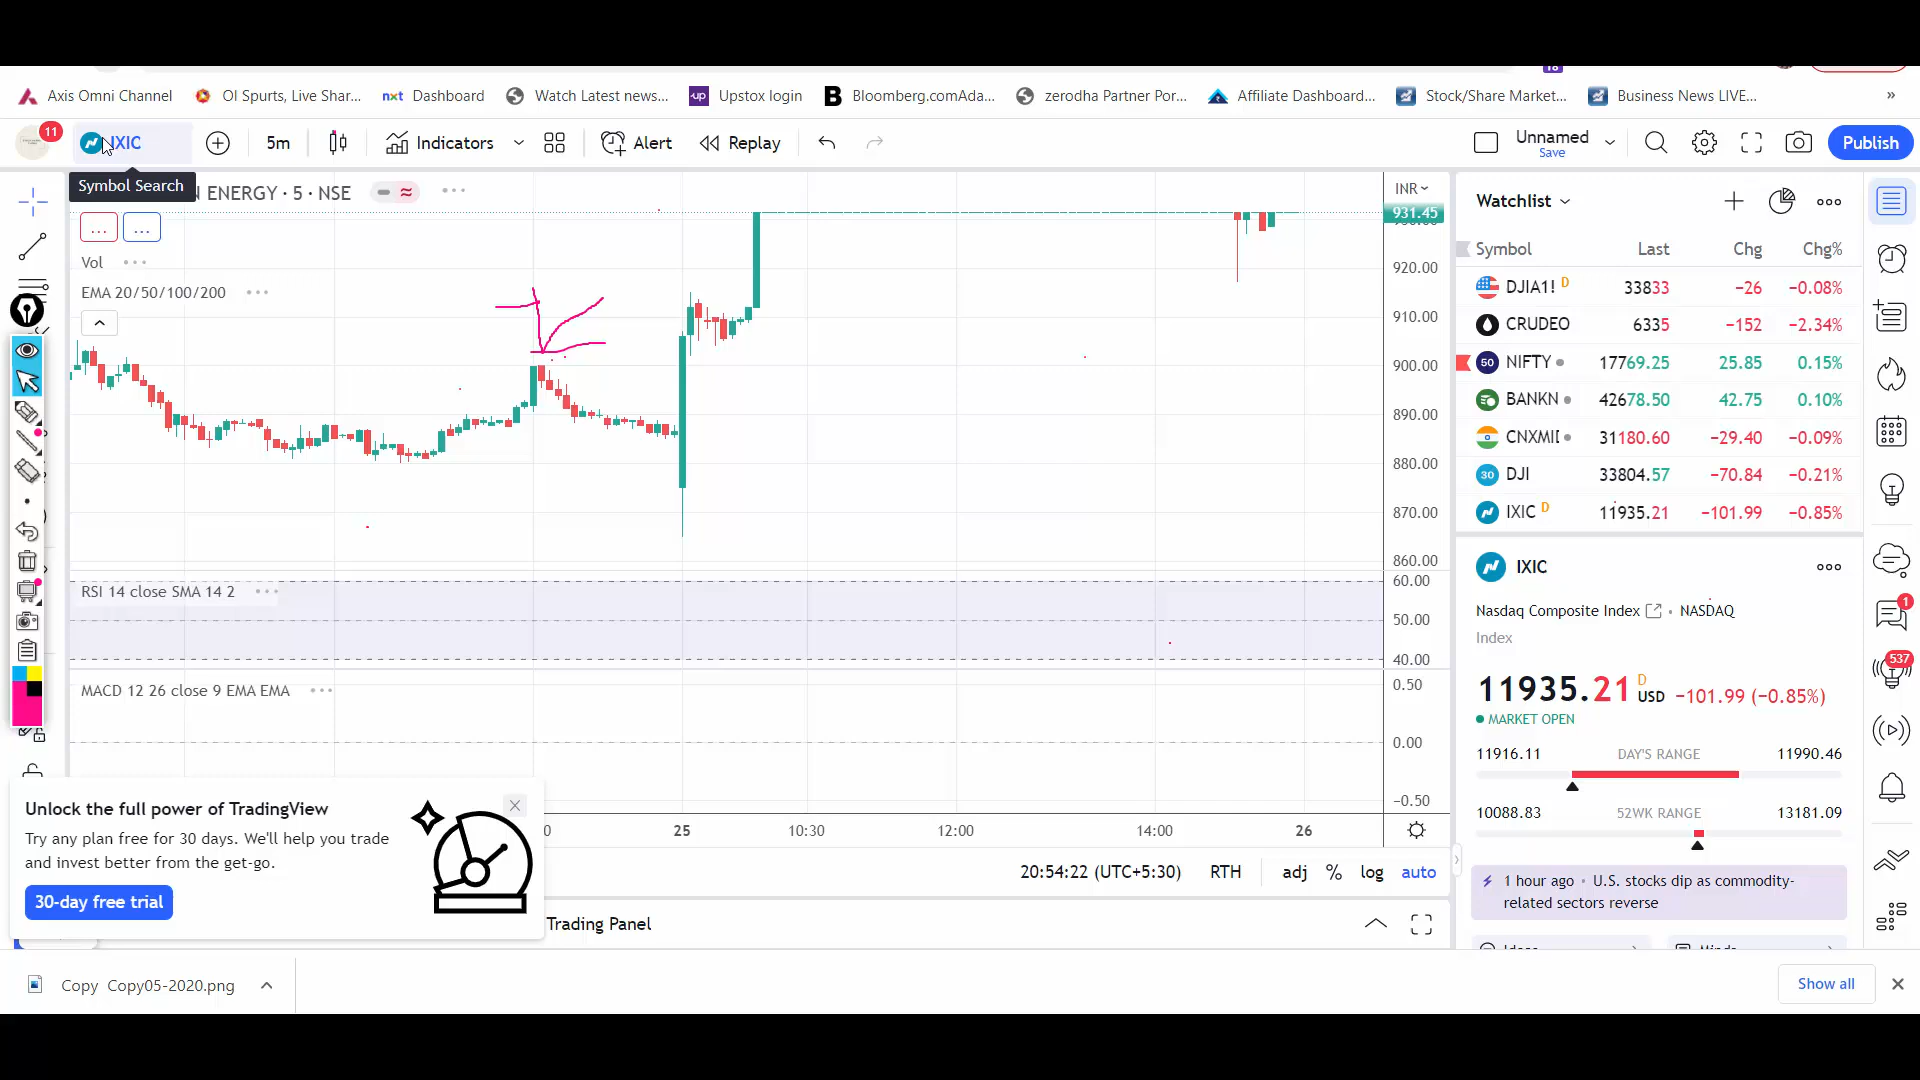 Axis Omni Channel
OI Spurts, Live Shar...
nxt Dashboard
Watch Latest news...
up Upstox login
B Bloomberg.comAda...
zerodha Partner Por...
Affiliate Dashboard...
Stock/Share Market...
Business News LIVE...
»
11
IXIC
5m
Indicators
Alert
Replay
Unnamed
Save
Publish
Symbol Search
N ENERGY · 5 · NSE
...
...
Vol
EMA 20/50/100/200
INR
931.45
920.00
910.00
900.00
890.00
880.00
870.00
860.00
RSI 14 close SMA 14 2
60.00
50.00
40.00
MACD 12 26 close 9 EMA EMA
0.50
0.00
−0.50
25
10:30
12:00
14:00
26
20:54:22 (UTC+5:30)
RTH
adj
%
log
auto
Trading Panel
Unlock the full power of TradingView
Try any plan free for 30 days. We'll help you trade
and invest better from the get-go.
30-day free trial
Watchlist
Symbol Last Chg Chg%
DJIA1! D 33833 −26 −0.08%
CRUDEO 6335 −152 −2.34%
50 NIFTY 17769.25 25.85 0.15%
BANKN 42678.50 42.75 0.10%
CNXMI 31180.60 −29.40 −0.09%
30 DJI 33804.57 −70.84 −0.21%
IXIC D 11935.21 −101.99 −0.85%
IXIC
Nasdaq Composite Index · NASDAQ
Index
11935.21 D USD −101.99 (−0.85%)
MARKET OPEN
11916.11 DAY'S RANGE 11990.46
10088.83 52WK RANGE 13181.09
1 hour ago · U.S. stocks dip as commodity-
related sectors reverse
1
537
Copy Copy05-2020.png
Show all